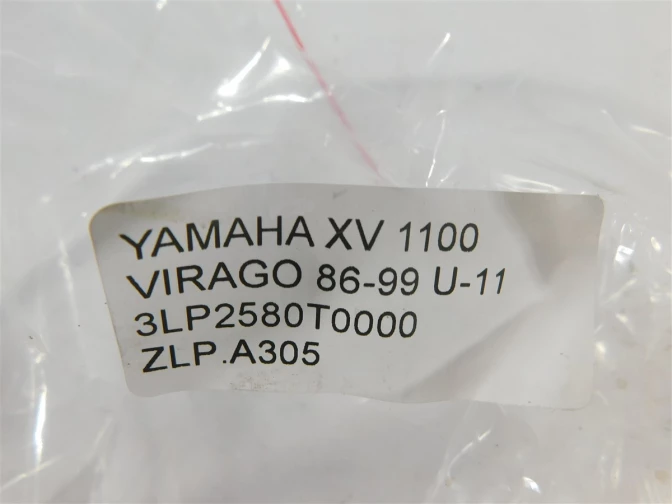 YAMAHA XV 1100
VIRAGO 86-99 U-11
3LP2580T0000
ZLP.A305